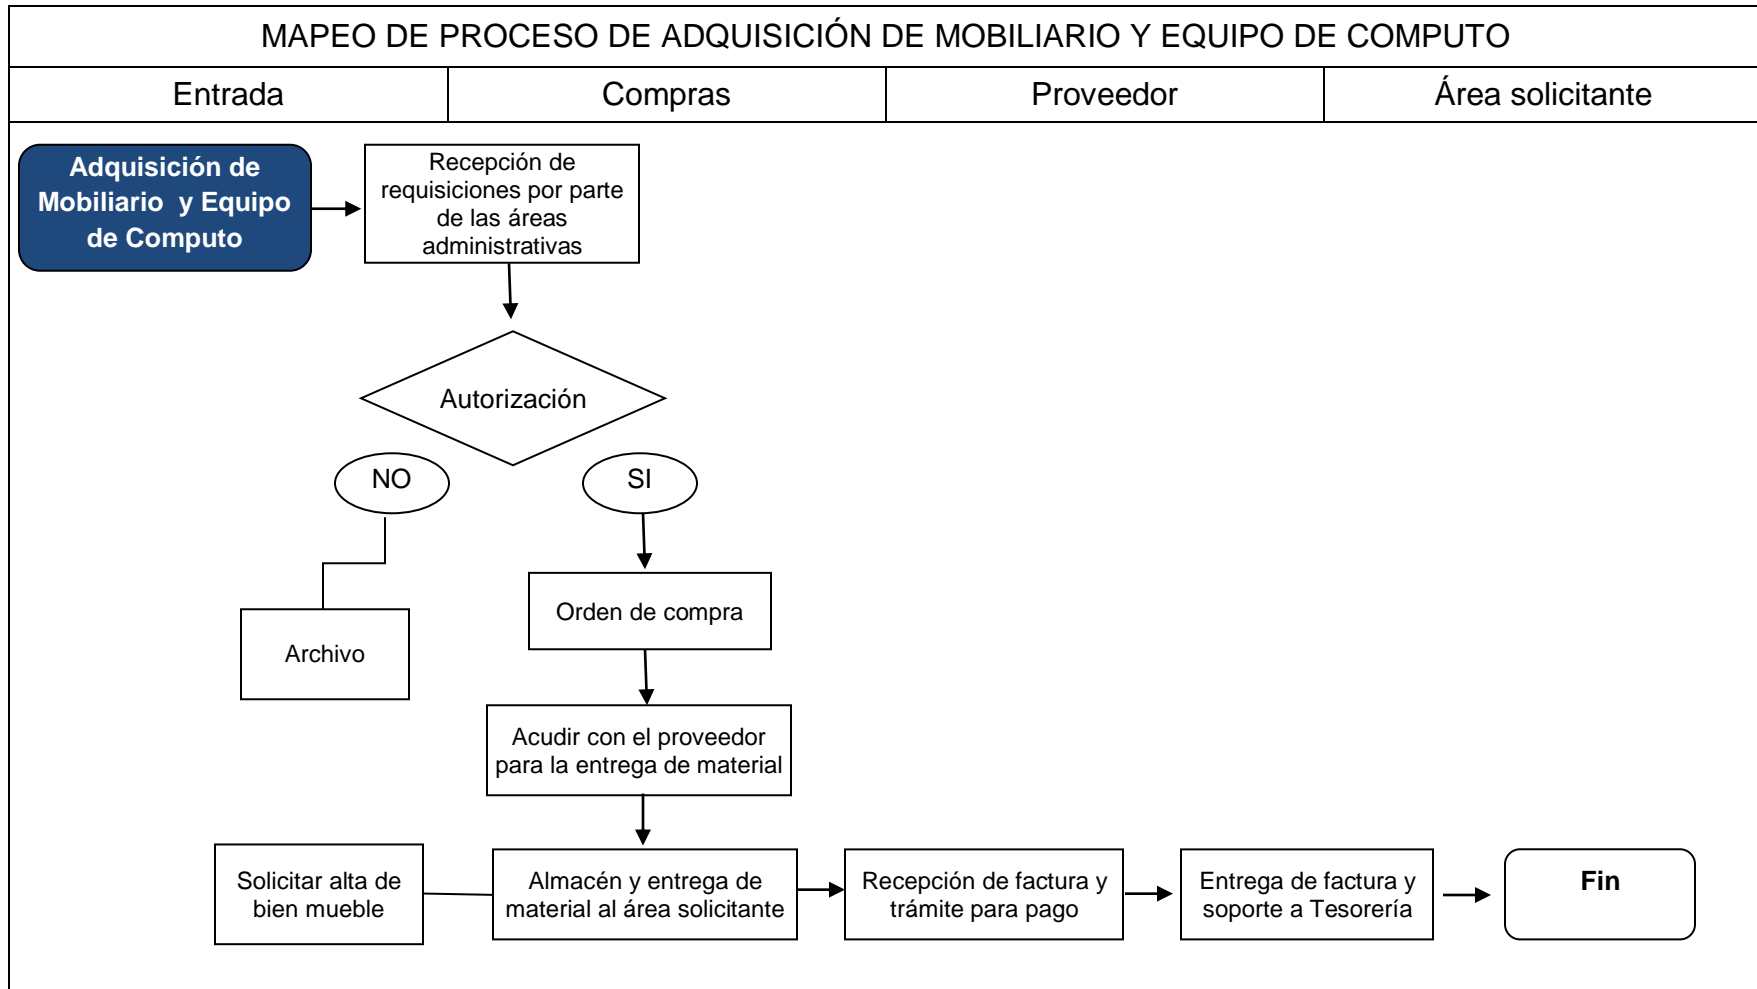 MAPEO DE PROCESO DE ADQUISICIÓN DE MOBILIARIO Y EQUIPO DE COMPUTO
Entrada
Compras
Proveedor
Área solicitante
Adquisición de
Mobiliario y Equipo
de Computo
Recepción de
requisiciones por parte
de las áreas
administrativas
Autorización
NO
SI
Orden de compra
Archivo
Acudir con el proveedor
para la entrega de material
Solicitar alta de
bien mueble
Almacén y entrega de
material al área solicitante
Recepción de factura y
trámite para pago
Entrega de factura y
soporte a Tesorería
Fin